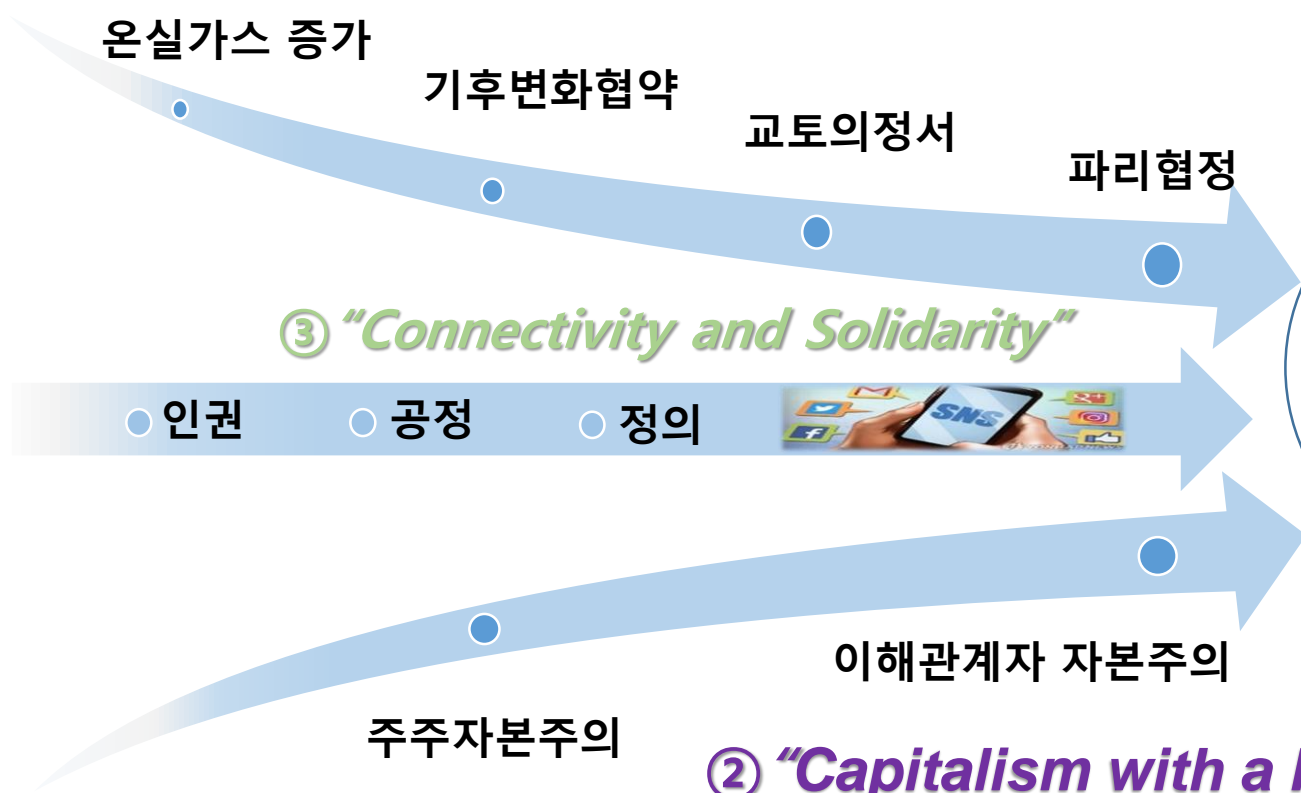 온실가스 증가
기후변화협약
교토의정서
파리협정
③“Connectivity and Solidarity”
인권
공정
정의
SNS
이해관계자 자본주의
주주자본주의
②“Capitalism with a